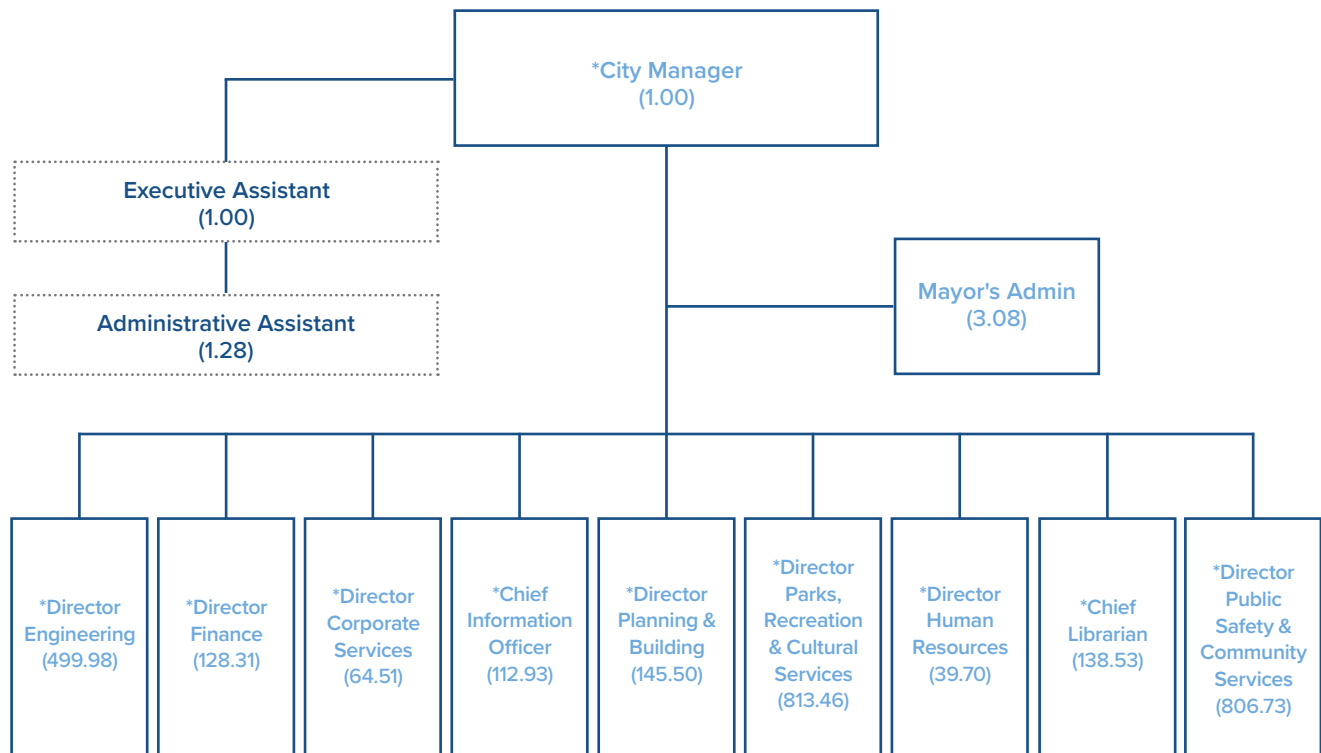 *City Manager
(1.00)
Executive Assistant
(1.00)
Mayor's Admin
(3.08)
Administrative Assistant
(1.28)
*Director
Engineering
(499.98)
*Director
Finance
(128.31)
*Director
Corporate
Services
(64.51)
*Chief
Information
Officer
(112.93)
*Director
Planning &
Building
(145.50)
*Director
Parks,
Recreation
& Cultural
Services
(813.46)
*Director
Human
Resources
(39.70)
*Chief
Librarian
(138.53)
*Director
Public
Safety &
Community
Services
(806.73)